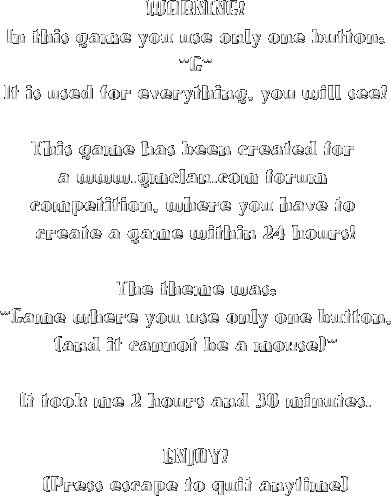 WARNING!
In this game you use only one button:
"G"
It is used for everything, you will see!
This game has been created for
a www.gmclan.com forum
competition, where you have to
create a game within 24 hours!
The theme was:
"Game where you use only one button,
(and it cannot be a mouse)"
It took me 2 hours and 30 minutes.
ENJOY!
(Press escape to quit anytime)